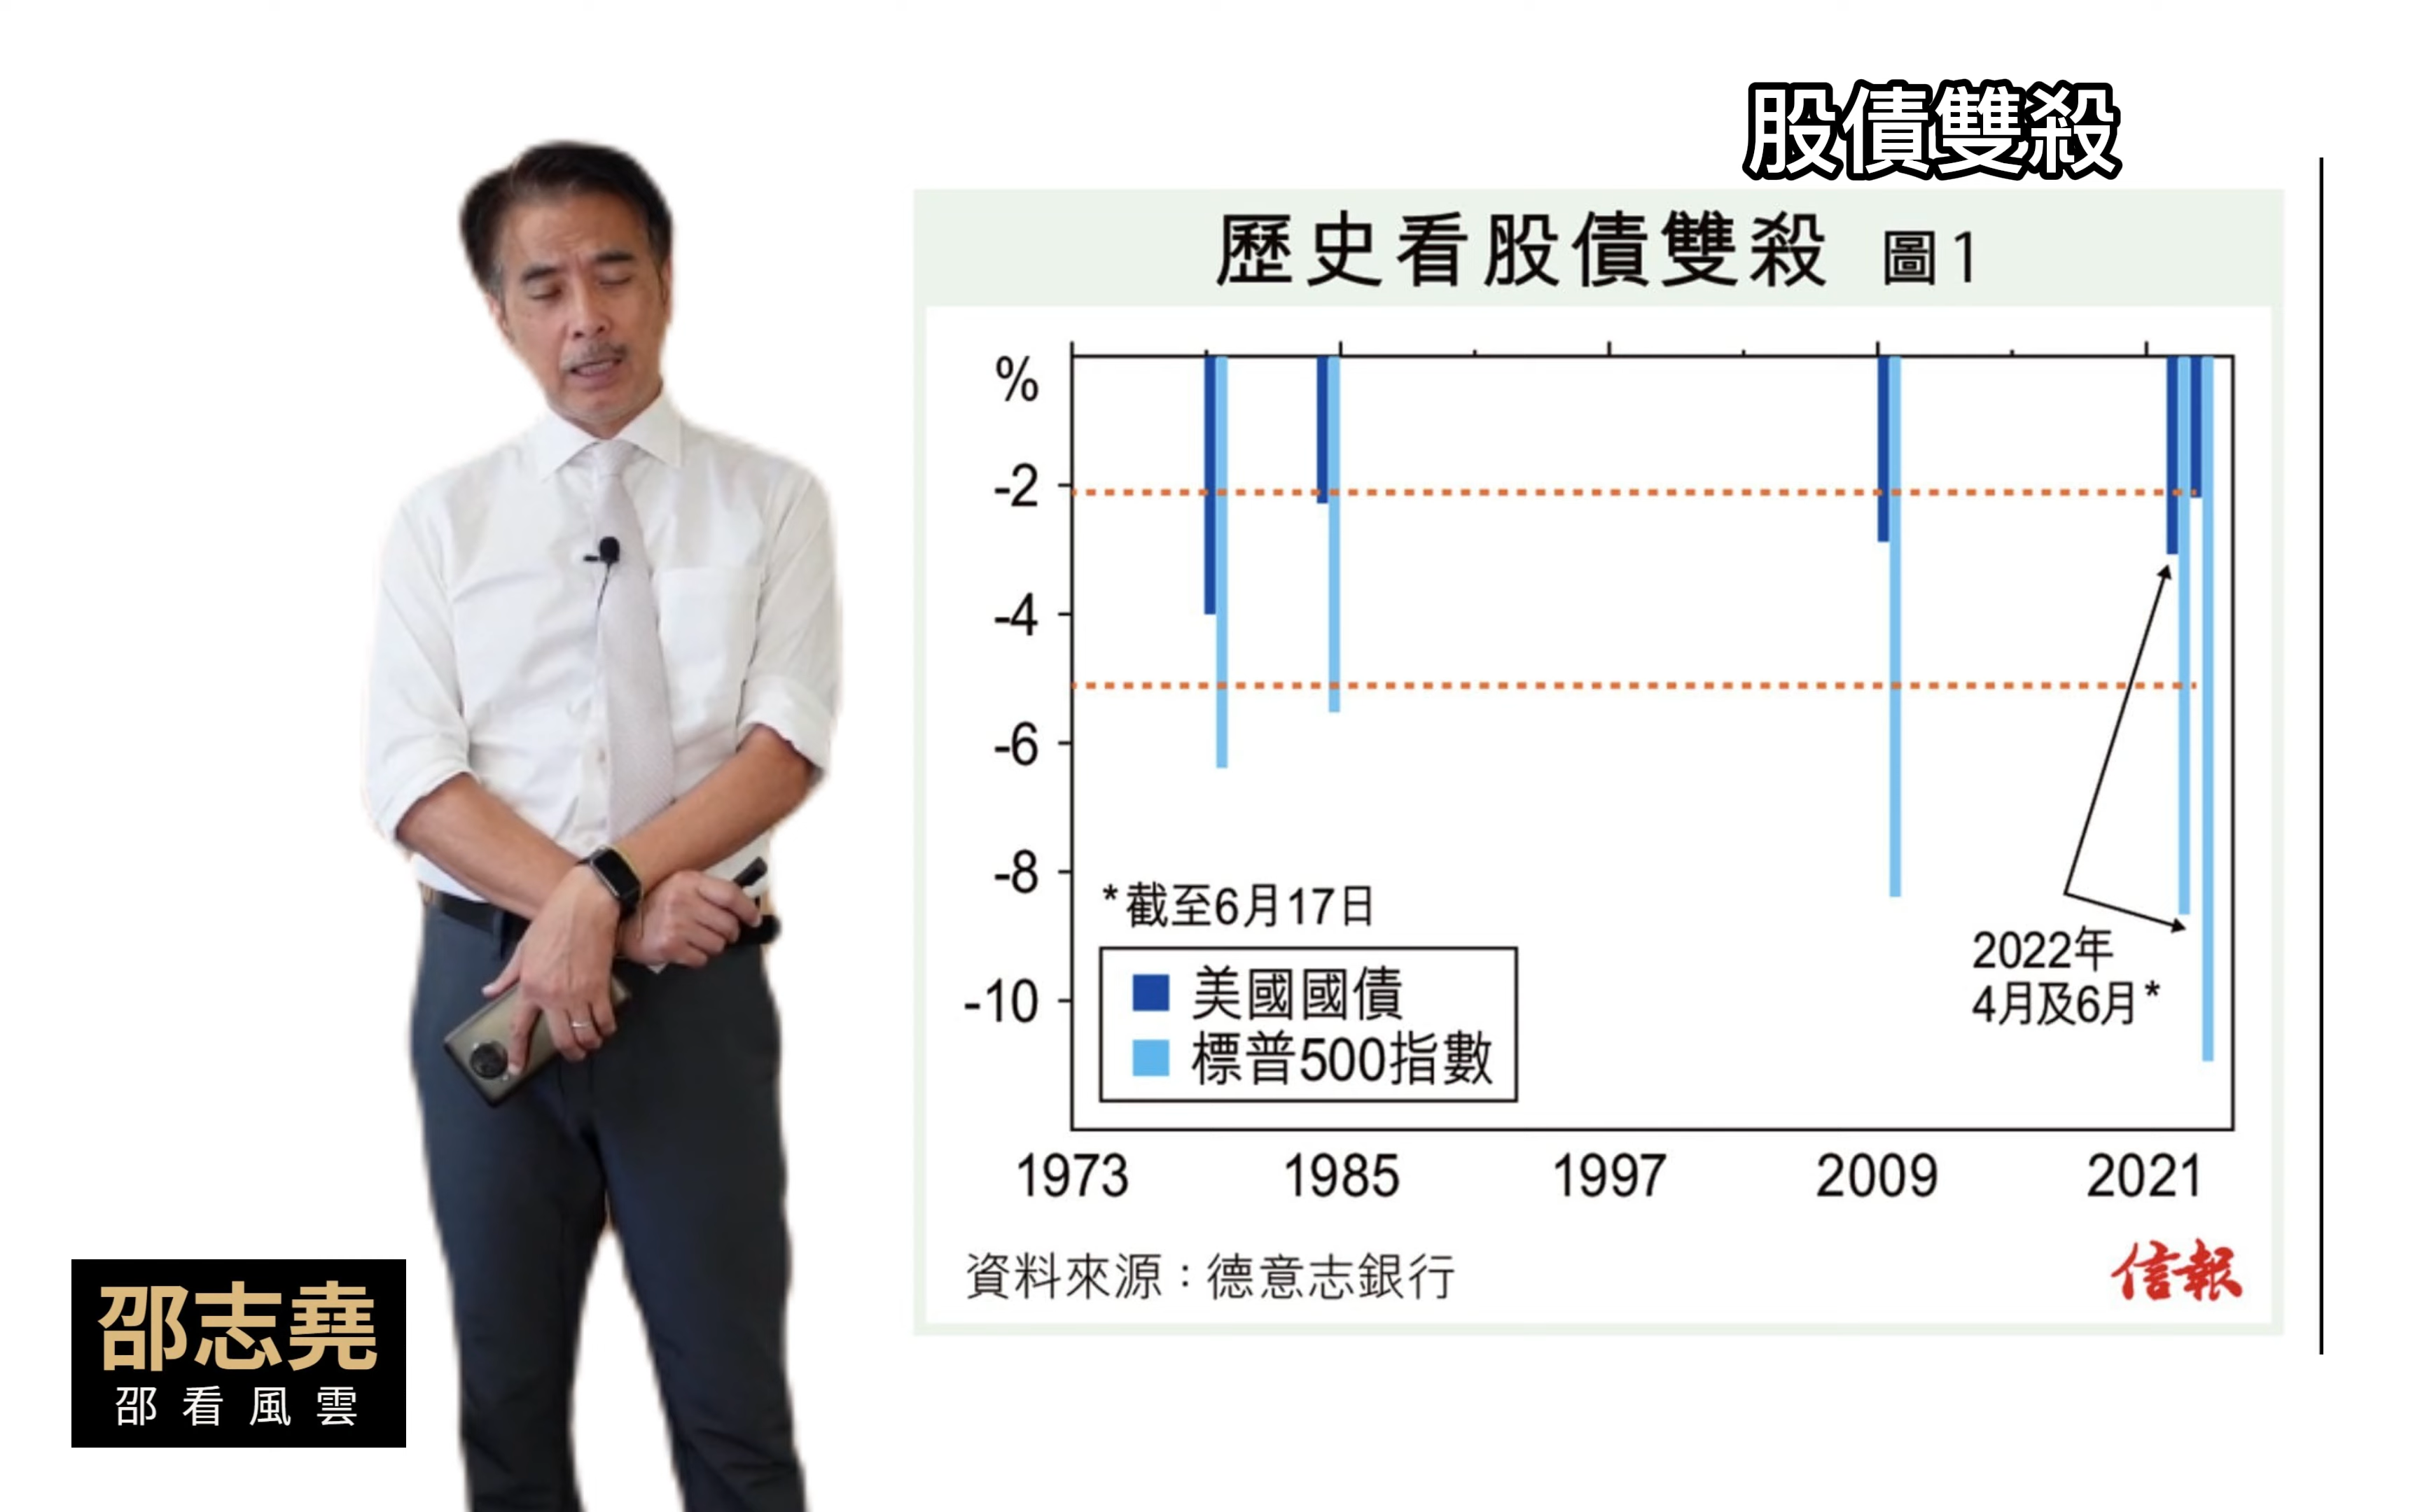 股債雙殺
歷史看股債雙殺 圖1
%
-2
-4
-6
-8
-10
*截至6月17日
美國國債
標普500指數
2022年
4月及6月*
1973 1985 1997 2009 2021
資料來源：德意志銀行
信報
邵志堯
邵看風雲